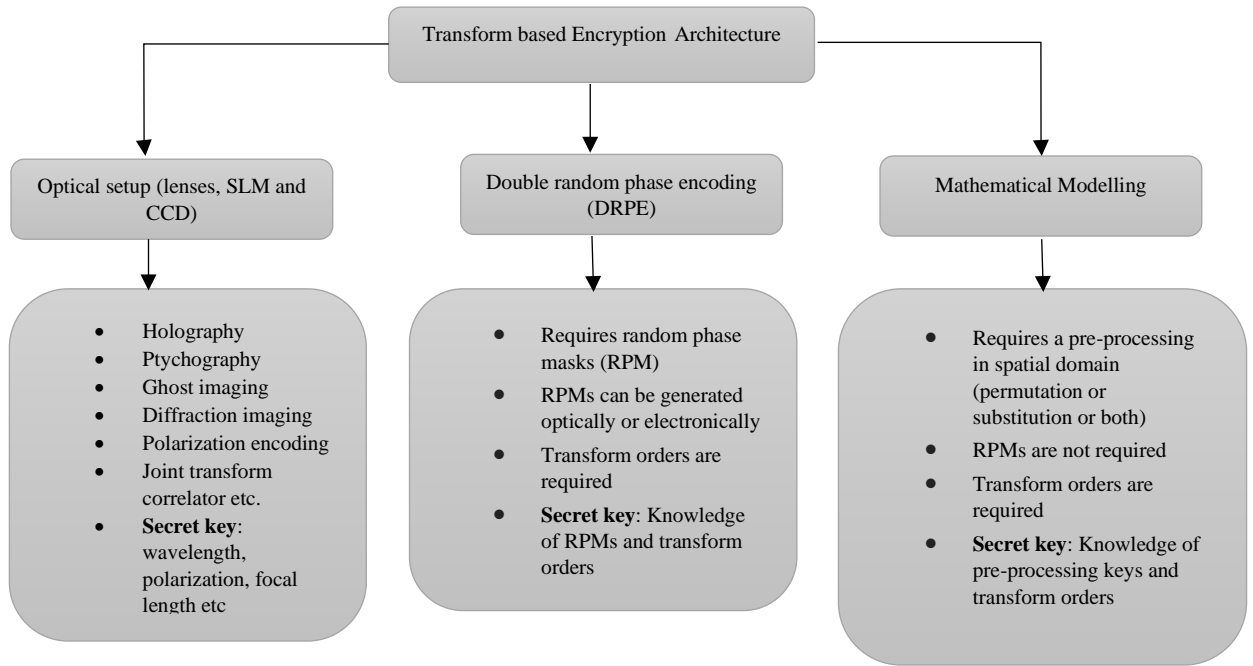 Transform based Encryption Architecture
Optical setup (lenses, SLM and
CCD)
Double random phase encoding
(DRPE)
Mathematical Modelling
● Holography
● Ptychography
● Ghost imaging
● Diffraction imaging
● Polarization encoding
● Joint transform
correlator etc.
● Secret key:
wavelength,
polarization, focal
length etc
● Requires random phase
masks (RPM)
● RPMs can be generated
optically or electronically
● Transform orders are
required
● Secret key: Knowledge
of RPMs and transform
orders
● Requires a pre-processing
in spatial domain
(permutation or
substitution or both)
● RPMs are not required
● Transform orders are
required
● Secret key: Knowledge of
pre-processing keys and
transform orders